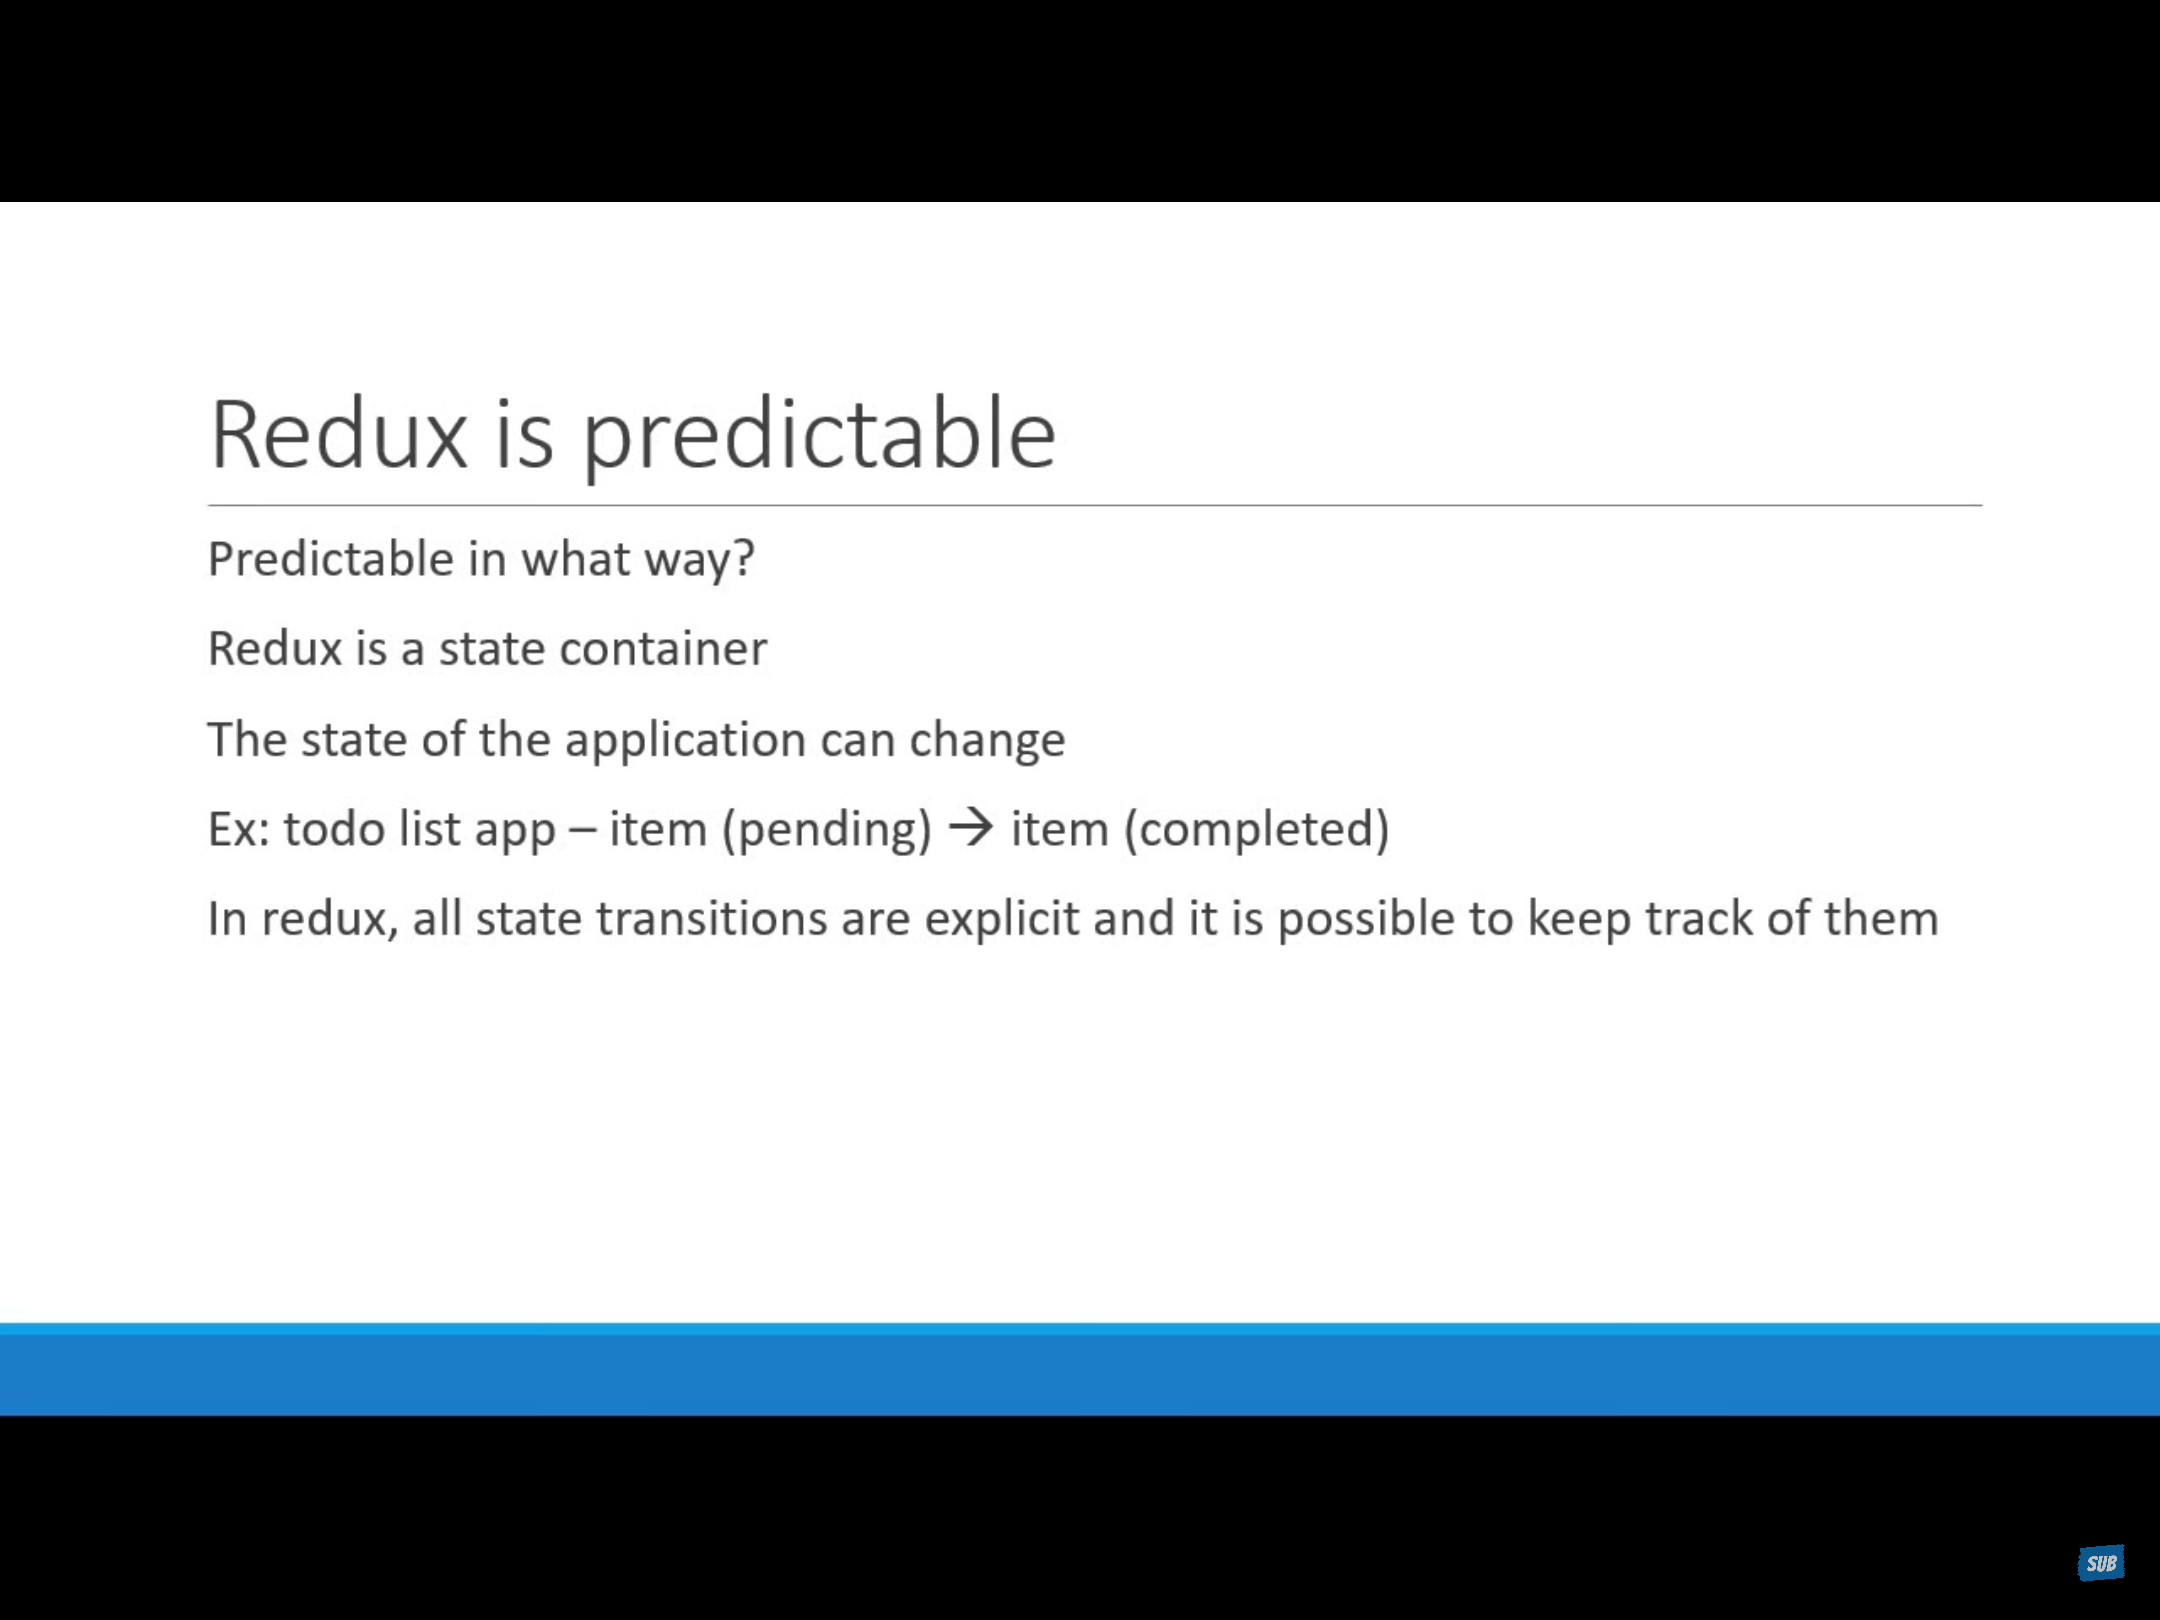 Redux is predictable
Predictable in what way?
Redux is a state container
The state of the application can change
Ex: todo list app – item (pending) → item (completed)
In redux, all state transitions are explicit and it is possible to keep track of them
SUB